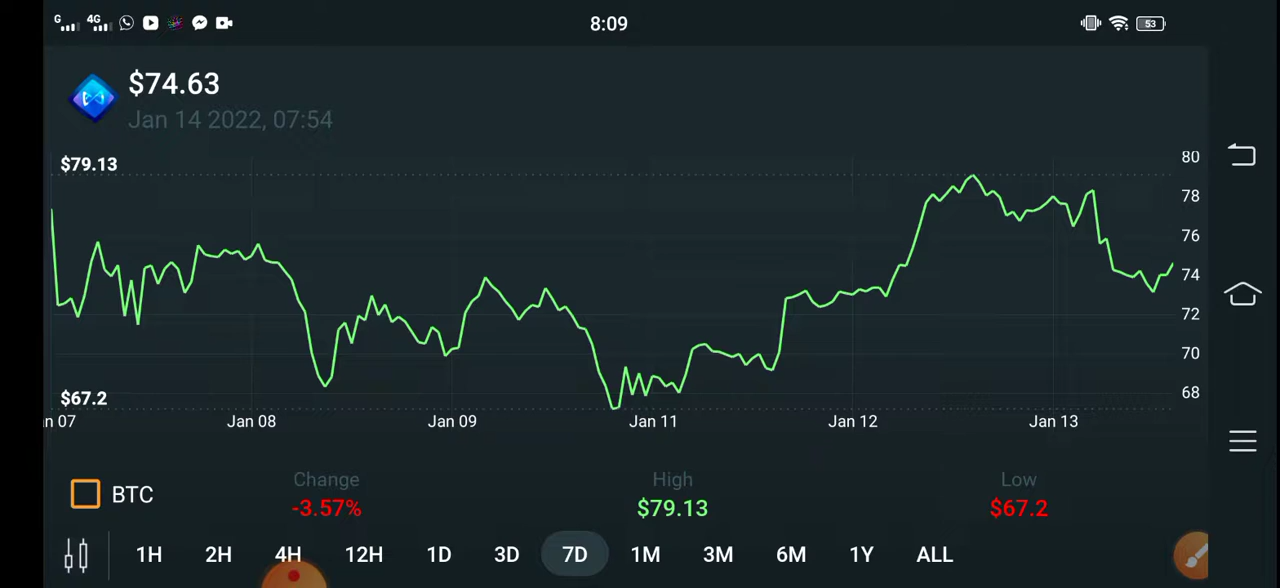 G 4G 8:09 53
$74.63
Jan 14 2022, 07:54
$79.13
80
78
76
74
72
70
68
$67.2
n 07 Jan 08 Jan 09 Jan 11 Jan 12 Jan 13
BTC
Change High Low
-3.57% $79.13 $67.2
1H 2H 4H 12H 1D 3D 7D 1M 3M 6M 1Y ALL